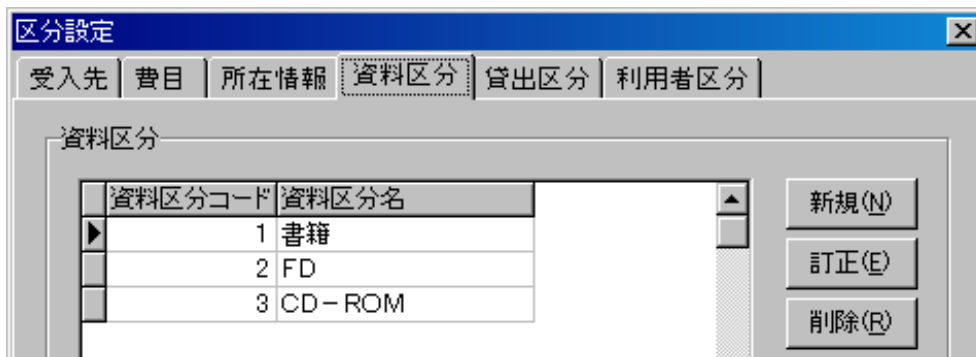 区分設定
受入先 費目 所在情報 資料区分 貸出区分 利用者区分
資料区分
資料区分コード 資料区分名
1 書籍
2 FD
3 CD－ROM
新規(N)
訂正(E)
削除(R)